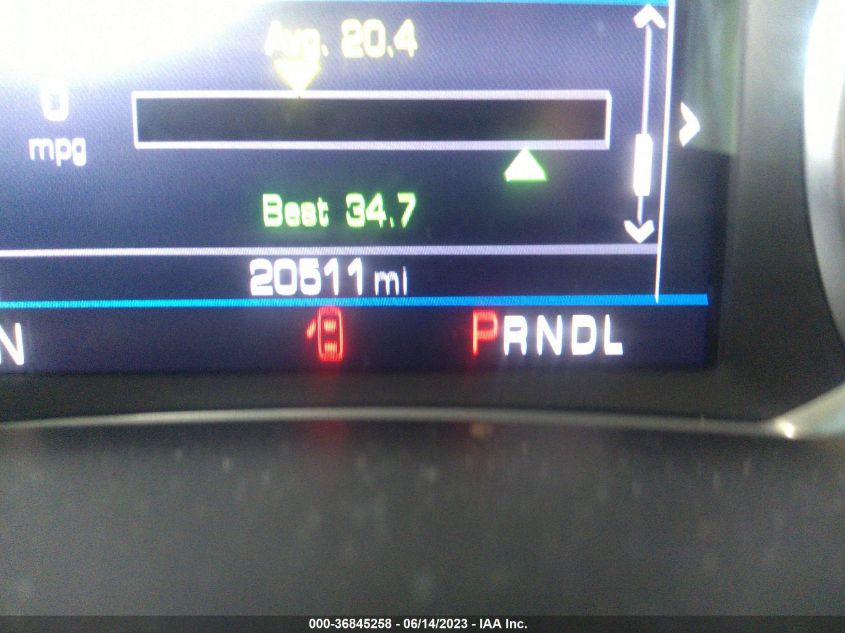 Avg. 20.4
0
mpg
Best 34.7
20511 mi
N
PRNDL
000-36845258 - 06/14/2023 - IAA Inc.